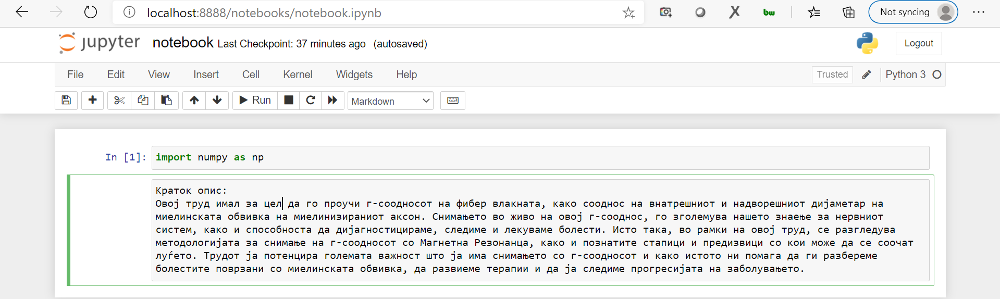 localhost:8888/notebooks/notebook.ipynb
bw
Not syncing
jupyter notebook Last Checkpoint: 37 minutes ago (autosaved)
Logout
File Edit View Insert Cell Kernel Widgets Help
Trusted
Python 3
Run
Markdown
In [1]: import numpy as np
Краток опис:
Овој труд имал за цел да го проучи г-соодносот на фибер влакната, како сооднос на внатрешниот и надворешниот дијаметар на
миелинската обвивка на миелинизираниот аксон. Снимањето во живо на овој г-сооднос, го зголемува нашето знаење за нервниот
систем, како и способноста да дијагностицираме, следиме и лекуваме болести. Исто така, во рамки на овој труд, се разгледува
методологијата за снимање на г-соодносот со Магнетна Резонанца, како и познатите стапици и предизвици со кои може да се соочат
луѓето. Трудот ја потенцира големата важност што ја има снимањето со г-соодносот и како истото ни помага да ги разбереме
болестите поврзани со миелинската обвивка, да развиеме терапии и да ја следиме прогресијата на заболувањето.